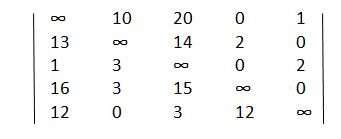 ∞ 10 20 0 1
13 ∞ 14 2 0
1 3 ∞ 0 2
16 3 15 ∞ 0
12 0 3 12 ∞